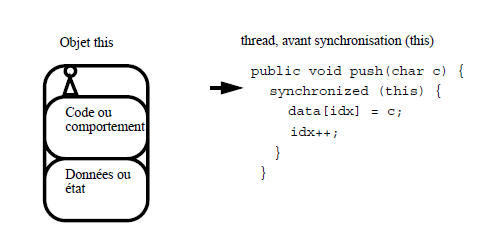 Objet this
Code ou
comportement
Données ou
état
thread, avant synchronisation (this)
public void push(char c) {
synchronized (this) {
data[idx] = c;
idx++;
}
}